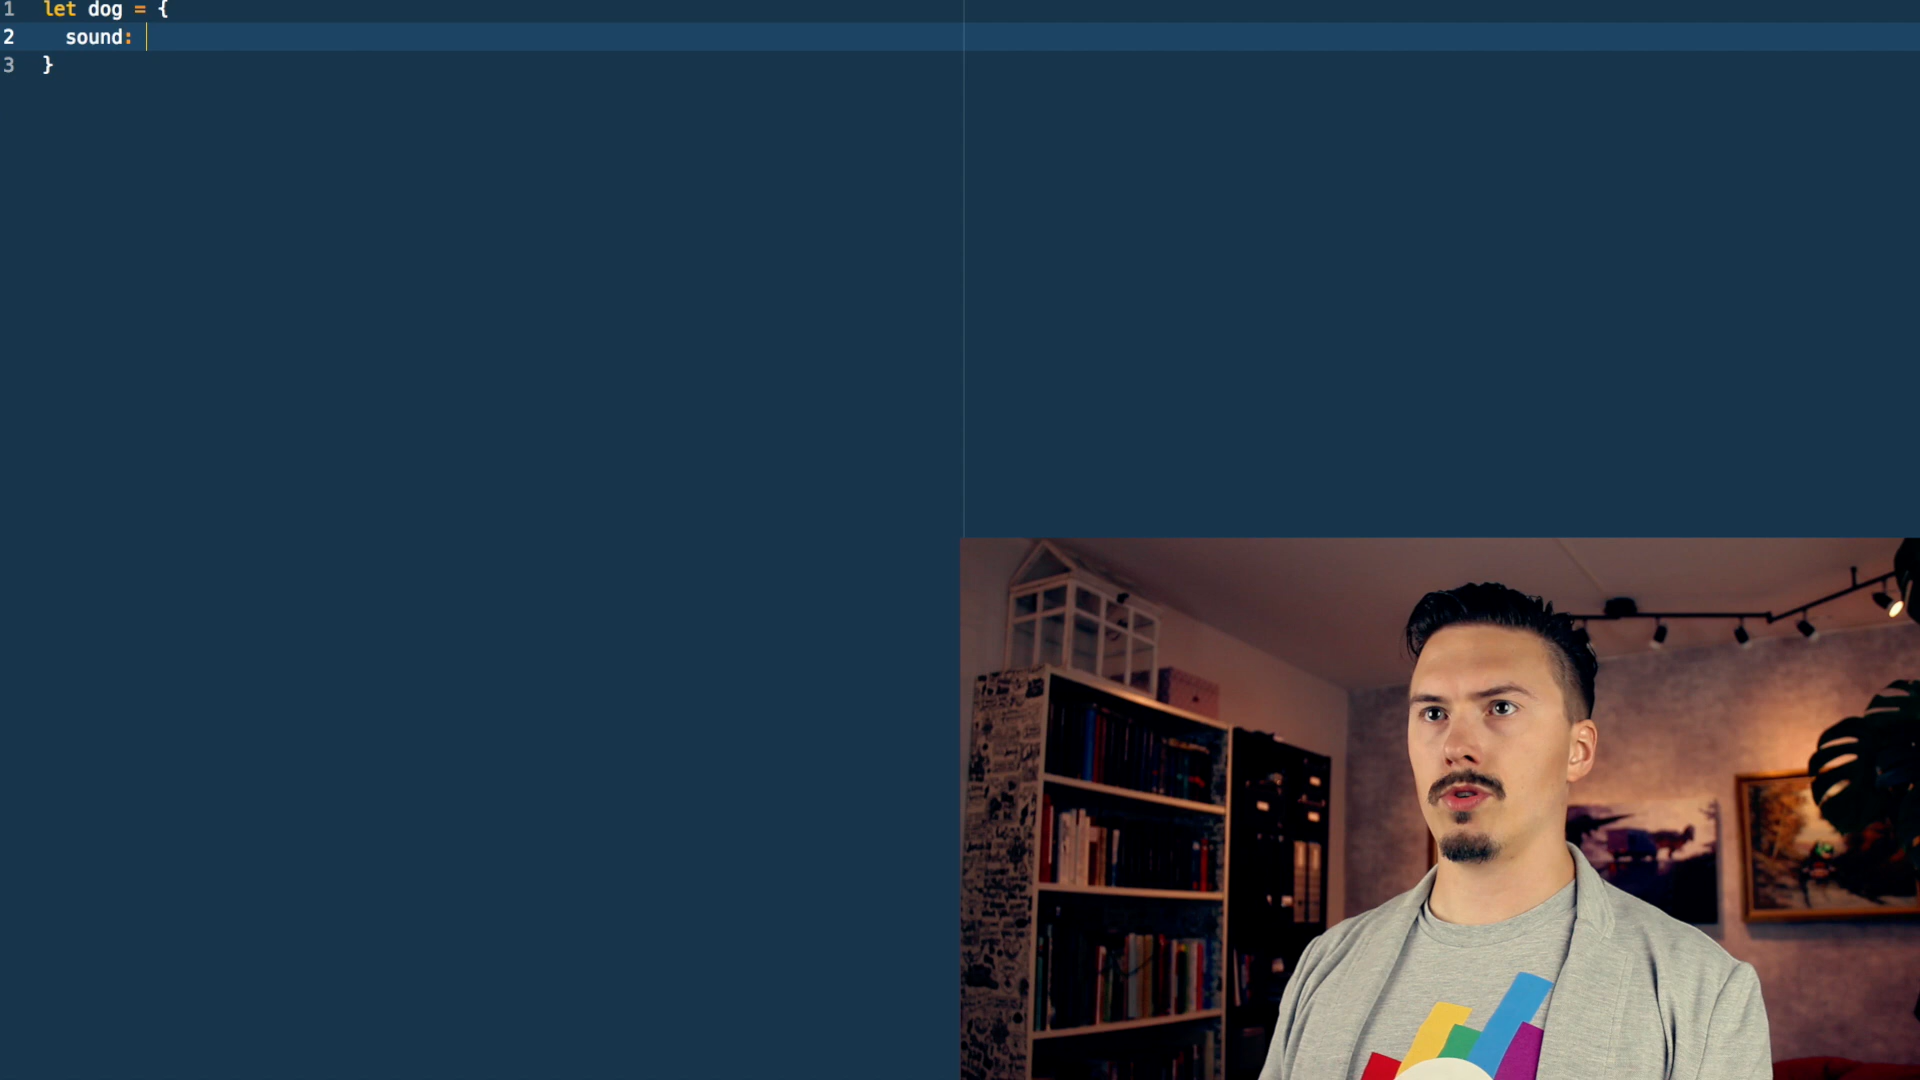 1 let dog = {
2 sound:
3 }